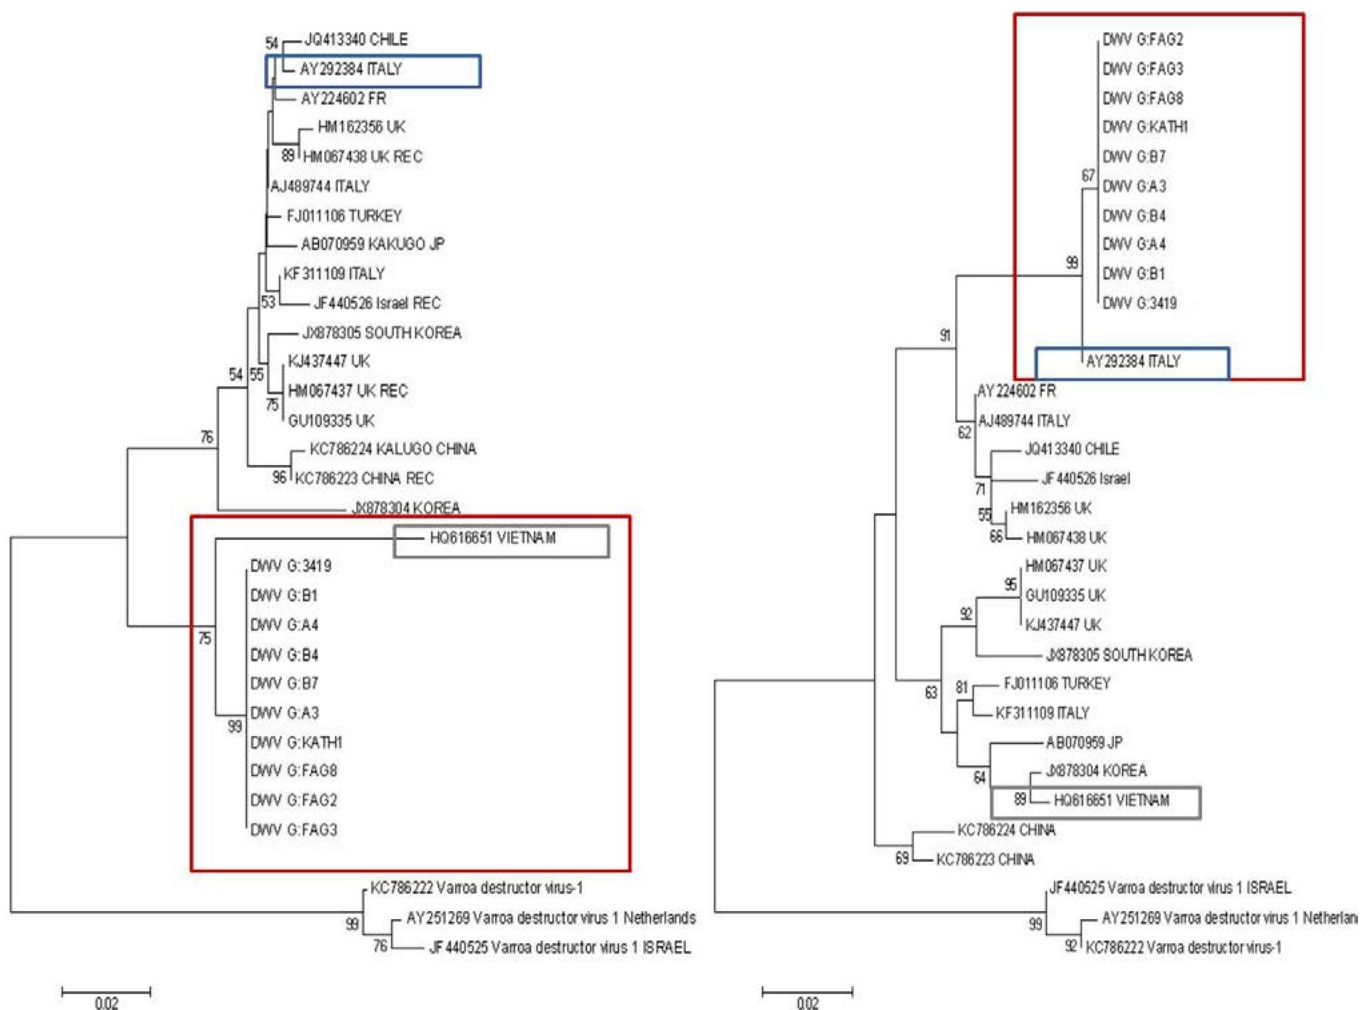 54
JQ413340 CHILE
AY292384 ITALY
AY224602 FR
HM162356 UK
89
HM067438 UK REC
AJ489744 ITALY
FJ011106 TURKEY
AB070959 KAKUGO JP
KF311109 ITALY
53
JF440526 Israel REC
JX878305 SOUTH KOREA
KJ437447 UK
54
55
HM067437 UK REC
75
GU109335 UK
76
KC786224 KALUGO CHINA
96
KC786223 CHINA REC
JX878304 KOREA
HQ616651 VIETNAM
DWV G:3419
DWV G:B1
DWV G:A4
75
DWV G:B4
DWV G:B7
DWV G:A3
99
DWV G:KATH1
DWV G:FAG8
DWV G:FAG2
DWV G:FAG3
KC786222 Varroa destructor virus-1
99
AY251269 Varroa destructor virus 1 Netherlands
76
JF440525 Varroa destructor virus 1 ISRAEL
0.02
DWV G:FAG2
DWV G:FAG3
DWV G:FAG8
DWV G:KATH1
DWV G:B7
67
DWV G:A3
DWV G:B4
DWV G:A4
99
DWV G:B1
DWV G:3419
91
AY292384 ITALY
AY224602 FR
AJ489744 ITALY
62
JQ413340 CHILE
JF440526 Israel
71
HM162356 UK
55
66
HM067438 UK
HM067437 UK
95
GU109335 UK
92
KJ437447 UK
JX878305 SOUTH KOREA
FJ011106 TURKEY
81
63
KF311109 ITALY
AB070959 JP
64
JX878304 KOREA
89
HQ616651 VIETNAM
KC786224 CHINA
69
KC786223 CHINA
JF440525 Varroa destructor virus 1 ISRAEL
99
AY251269 Varroa destructor virus 1 Netherlan
92
KC786222 Varroa destructor virus-1
0.02